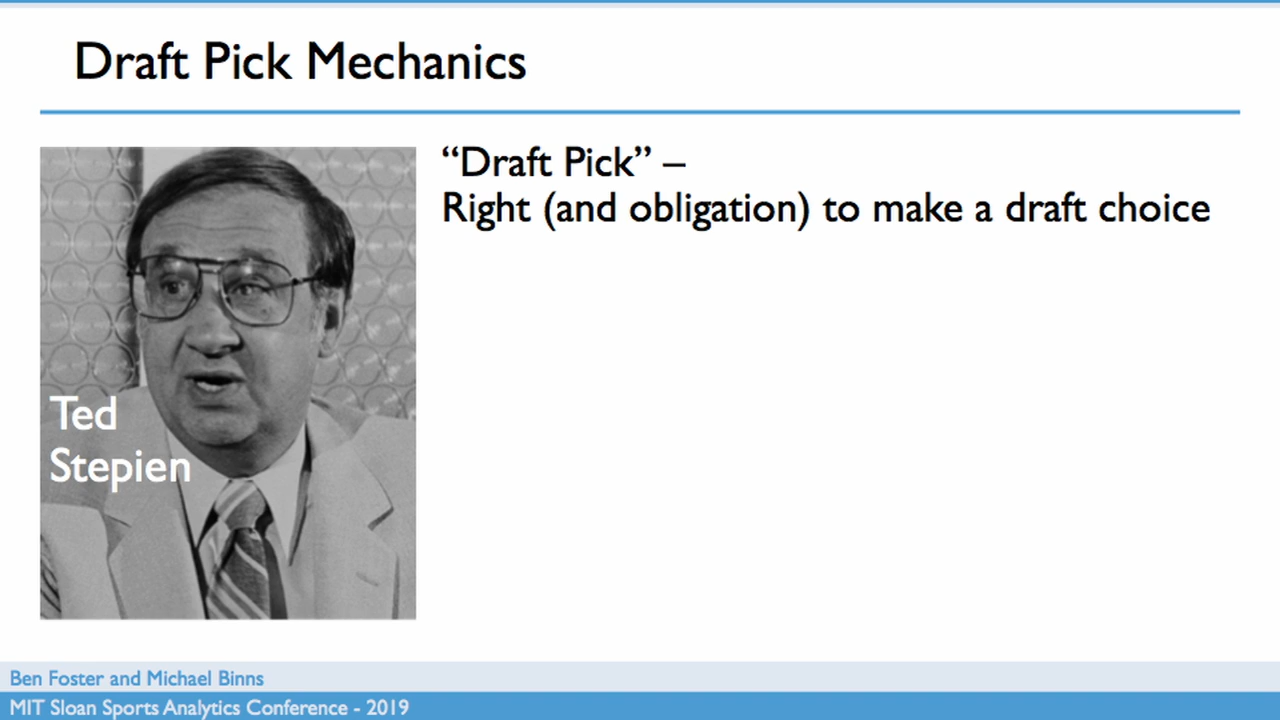 Draft Pick Mechanics
“Draft Pick” –
Right (and obligation) to make a draft choice
Ted
Stepien
Ben Foster and Michael Binns
MIT Sloan Sports Analytics Conference - 2019